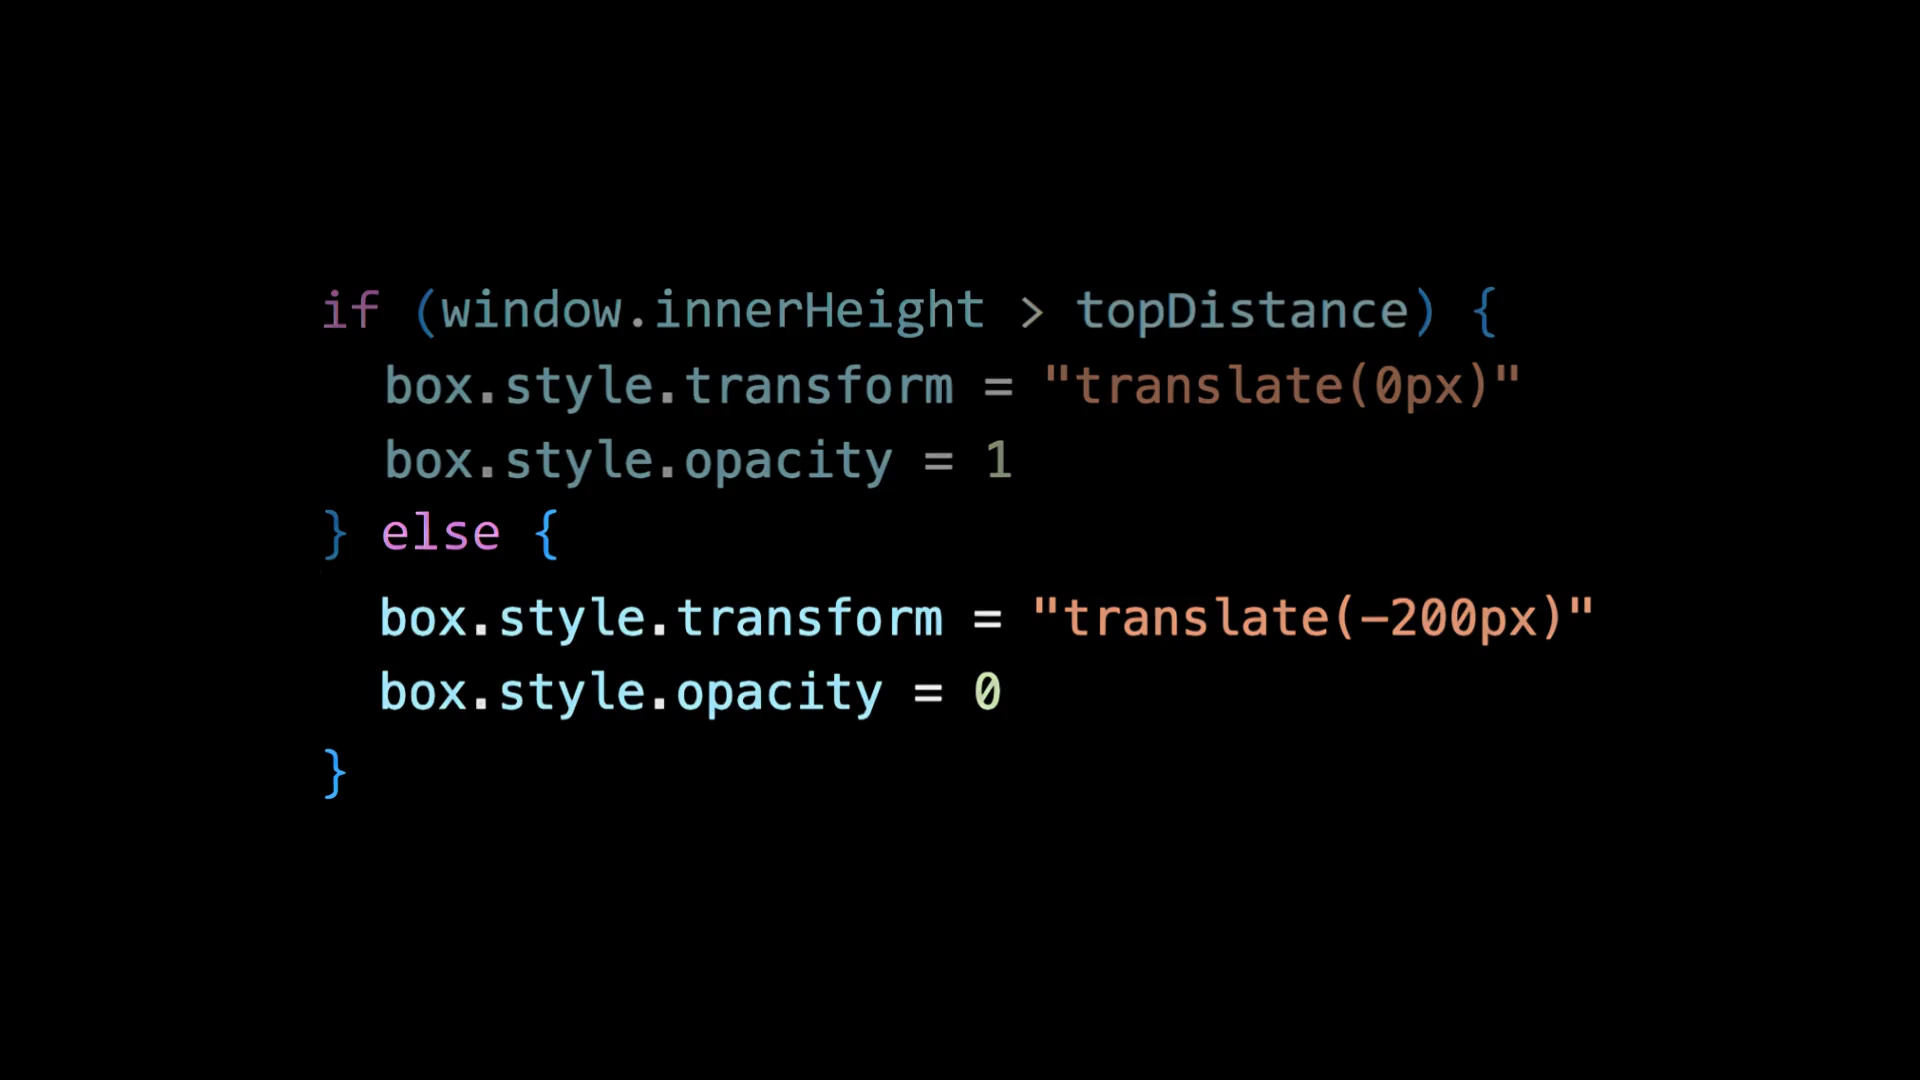 if (window.innerHeight > topDistance) {
box.style.transform = "translate(0px)"
box.style.opacity = 1
} else {
box.style.transform = "translate(-200px)"
box.style.opacity = 0
}